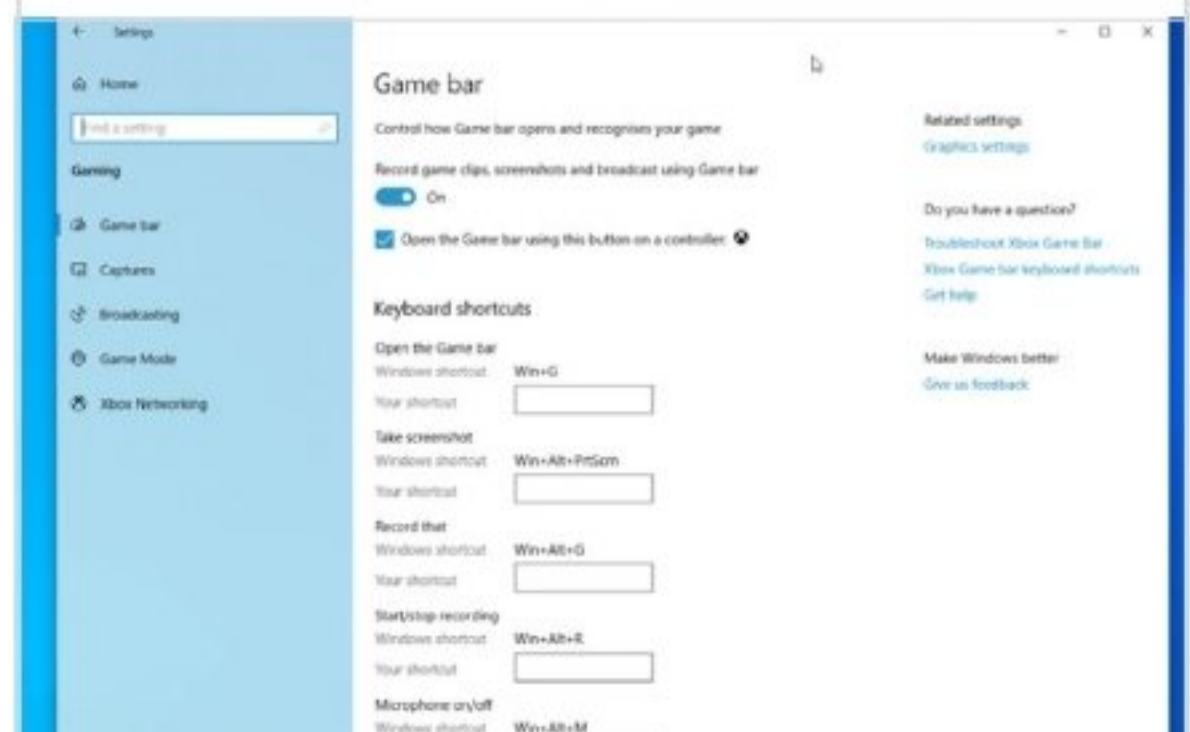 Settings
Home
Find a setting
Gaming
Game bar
Captures
Broadcasting
Game Mode
Xbox Networking
Game bar
Control how Game bar opens and recognises your game
Record game clips, screenshots and broadcast using Game bar
On
Open the Game bar using this button on a controller
Keyboard shortcuts
Open the Game bar
Windows shortcut Win+G
Your shortcut
Take screenshot
Windows shortcut Win+Alt+PrtScrn
Your shortcut
Record that
Windows shortcut Win+Alt+G
Your shortcut
Start/stop recording
Windows shortcut Win+Alt+R
Your shortcut
Microphone on/off
Windows shortcut Win+Alt+M
Related settings
Graphics settings
Do you have a question?
Troubleshoot Xbox Game Bar
Xbox Game bar keyboard shortcuts
Get help
Make Windows better
Give us feedback